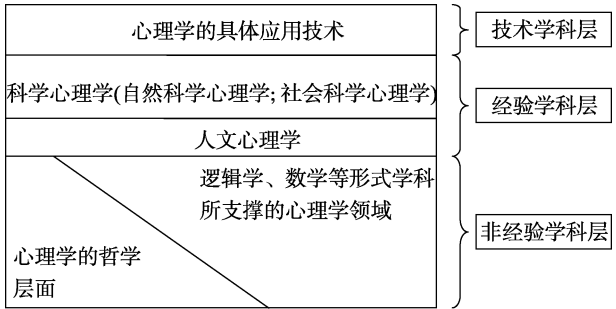 心理学的具体应用技术
技术学科层
科学心理学(自然科学心理学; 社会科学心理学)
经验学科层
人文心理学
逻辑学、数学等形式学科
所支撑的心理学领域
非经验学科层
心理学的哲学
层面